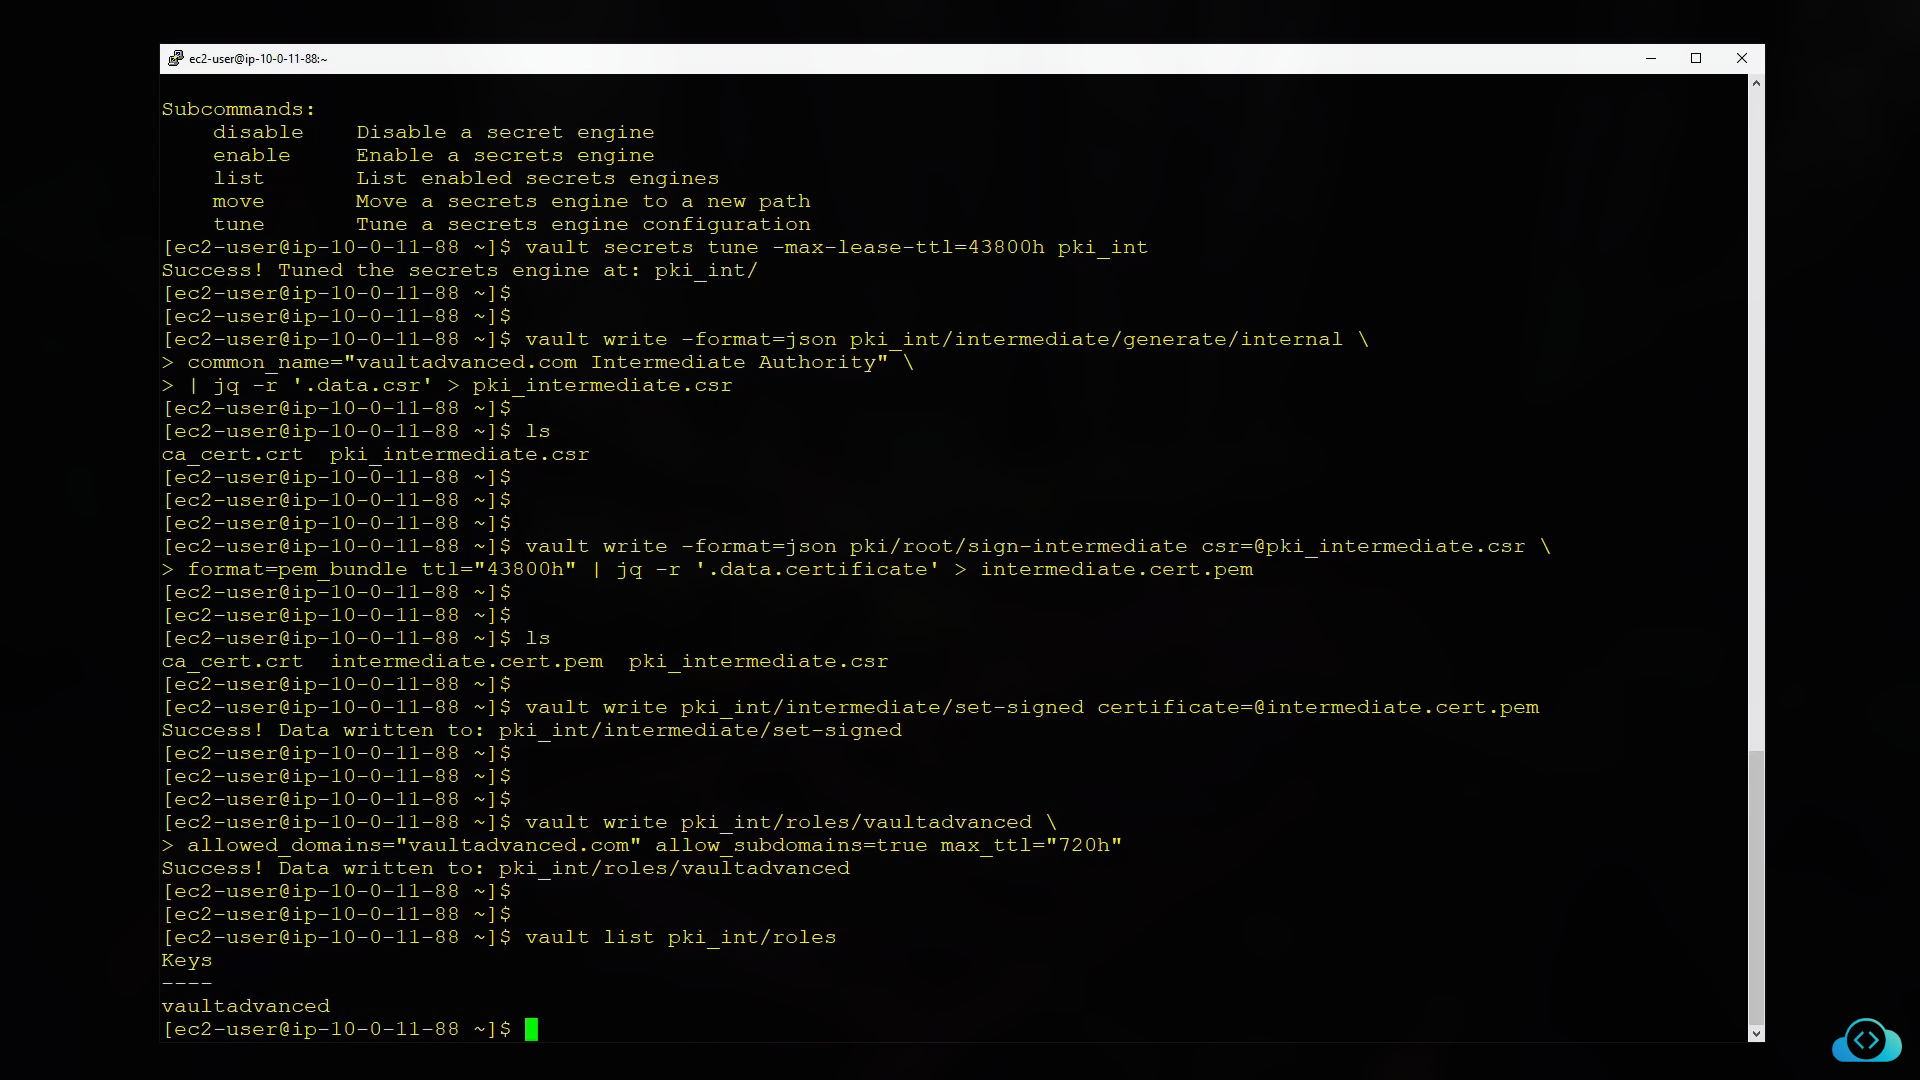 ec2-user@ip-10-0-11-88:~
Subcommands:
    disable    Disable a secret engine
    enable     Enable a secrets engine
    list       List enabled secrets engines
    move       Move a secrets engine to a new path
    tune       Tune a secrets engine configuration
[ec2-user@ip-10-0-11-88 ~]$ vault secrets tune -max-lease-ttl=43800h pki_int
Success! Tuned the secrets engine at: pki_int/
[ec2-user@ip-10-0-11-88 ~]$
[ec2-user@ip-10-0-11-88 ~]$
[ec2-user@ip-10-0-11-88 ~]$ vault write -format=json pki_int/intermediate/generate/internal \
> common_name="vaultadvanced.com Intermediate Authority" \
> | jq -r '.data.csr' > pki_intermediate.csr
[ec2-user@ip-10-0-11-88 ~]$
[ec2-user@ip-10-0-11-88 ~]$ ls
ca_cert.crt  pki_intermediate.csr
[ec2-user@ip-10-0-11-88 ~]$
[ec2-user@ip-10-0-11-88 ~]$
[ec2-user@ip-10-0-11-88 ~]$
[ec2-user@ip-10-0-11-88 ~]$ vault write -format=json pki/root/sign-intermediate csr=@pki_intermediate.csr \
> format=pem_bundle ttl="43800h" | jq -r '.data.certificate' > intermediate.cert.pem
[ec2-user@ip-10-0-11-88 ~]$
[ec2-user@ip-10-0-11-88 ~]$
[ec2-user@ip-10-0-11-88 ~]$ ls
ca_cert.crt  intermediate.cert.pem  pki_intermediate.csr
[ec2-user@ip-10-0-11-88 ~]$
[ec2-user@ip-10-0-11-88 ~]$ vault write pki_int/intermediate/set-signed certificate=@intermediate.cert.pem
Success! Data written to: pki_int/intermediate/set-signed
[ec2-user@ip-10-0-11-88 ~]$
[ec2-user@ip-10-0-11-88 ~]$
[ec2-user@ip-10-0-11-88 ~]$
[ec2-user@ip-10-0-11-88 ~]$ vault write pki_int/roles/vaultadvanced \
> allowed_domains="vaultadvanced.com" allow_subdomains=true max_ttl="720h"
Success! Data written to: pki_int/roles/vaultadvanced
[ec2-user@ip-10-0-11-88 ~]$
[ec2-user@ip-10-0-11-88 ~]$
[ec2-user@ip-10-0-11-88 ~]$ vault list pki_int/roles
Keys
----
vaultadvanced
[ec2-user@ip-10-0-11-88 ~]$